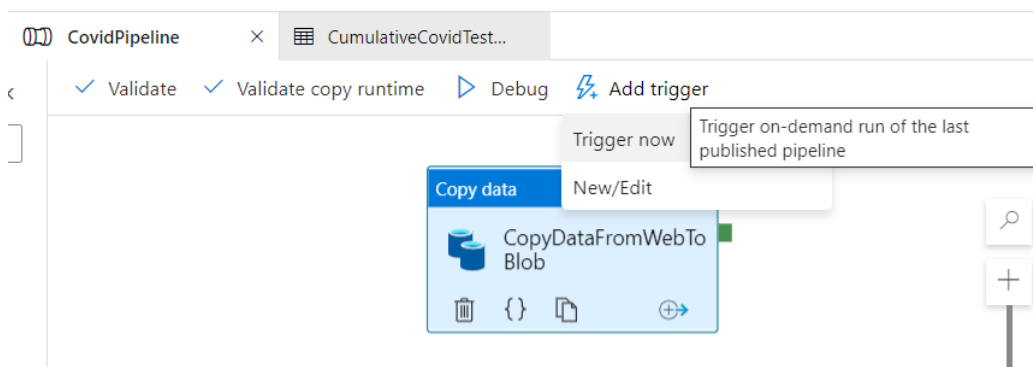 CovidPipeline
CumulativeCovidTest...
Validate
Validate copy runtime
Debug
Add trigger
Trigger now
Trigger on-demand run of the last
published pipeline
New/Edit
Copy data
CopyDataFromWebTo
Blob